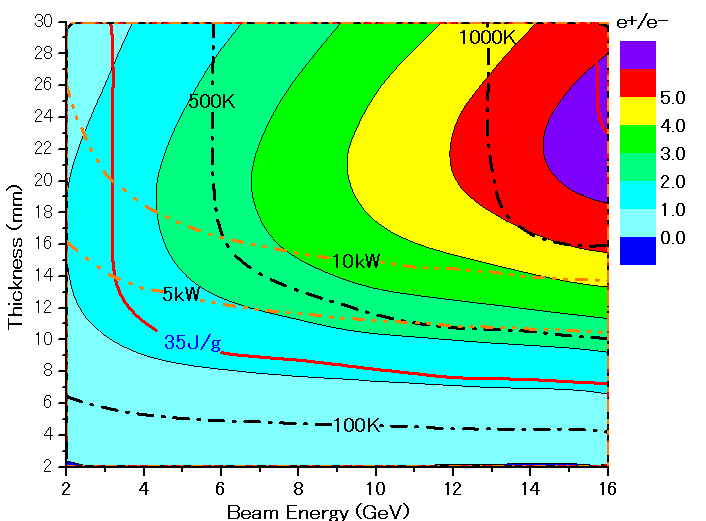 e+/e-
5.0
4.0
3.0
2.0
1.0
0.0
Thickness (mm)
30
28
26
24
22
20
18
16
14
12
10
8
6
4
2
1000K
500K
10kW
5kW
35J/g
100K
2 4 6 8 10 12 14 16
Beam Energy (GeV)